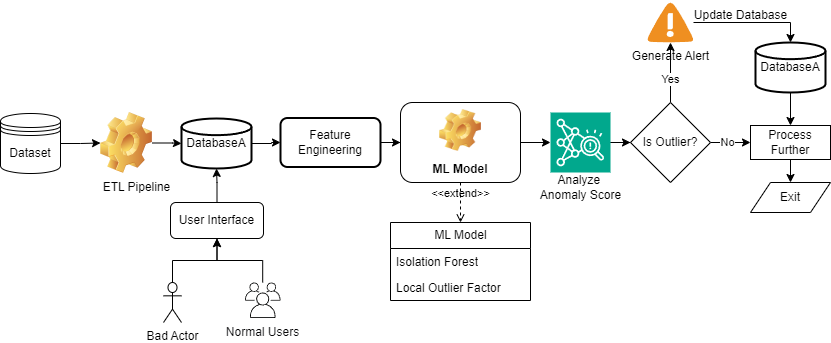 Update Database
Generate Alert
DatabaseA
Yes
Dataset
ETL Pipeline
DatabaseA
Feature
Engineering
ML Model
<<extend>>
Analyze
Anomaly Score
Is Outlier?
No
Process
Further
Exit
User Interface
ML Model
Isolation Forest
Local Outlier Factor
Bad Actor
Normal Users